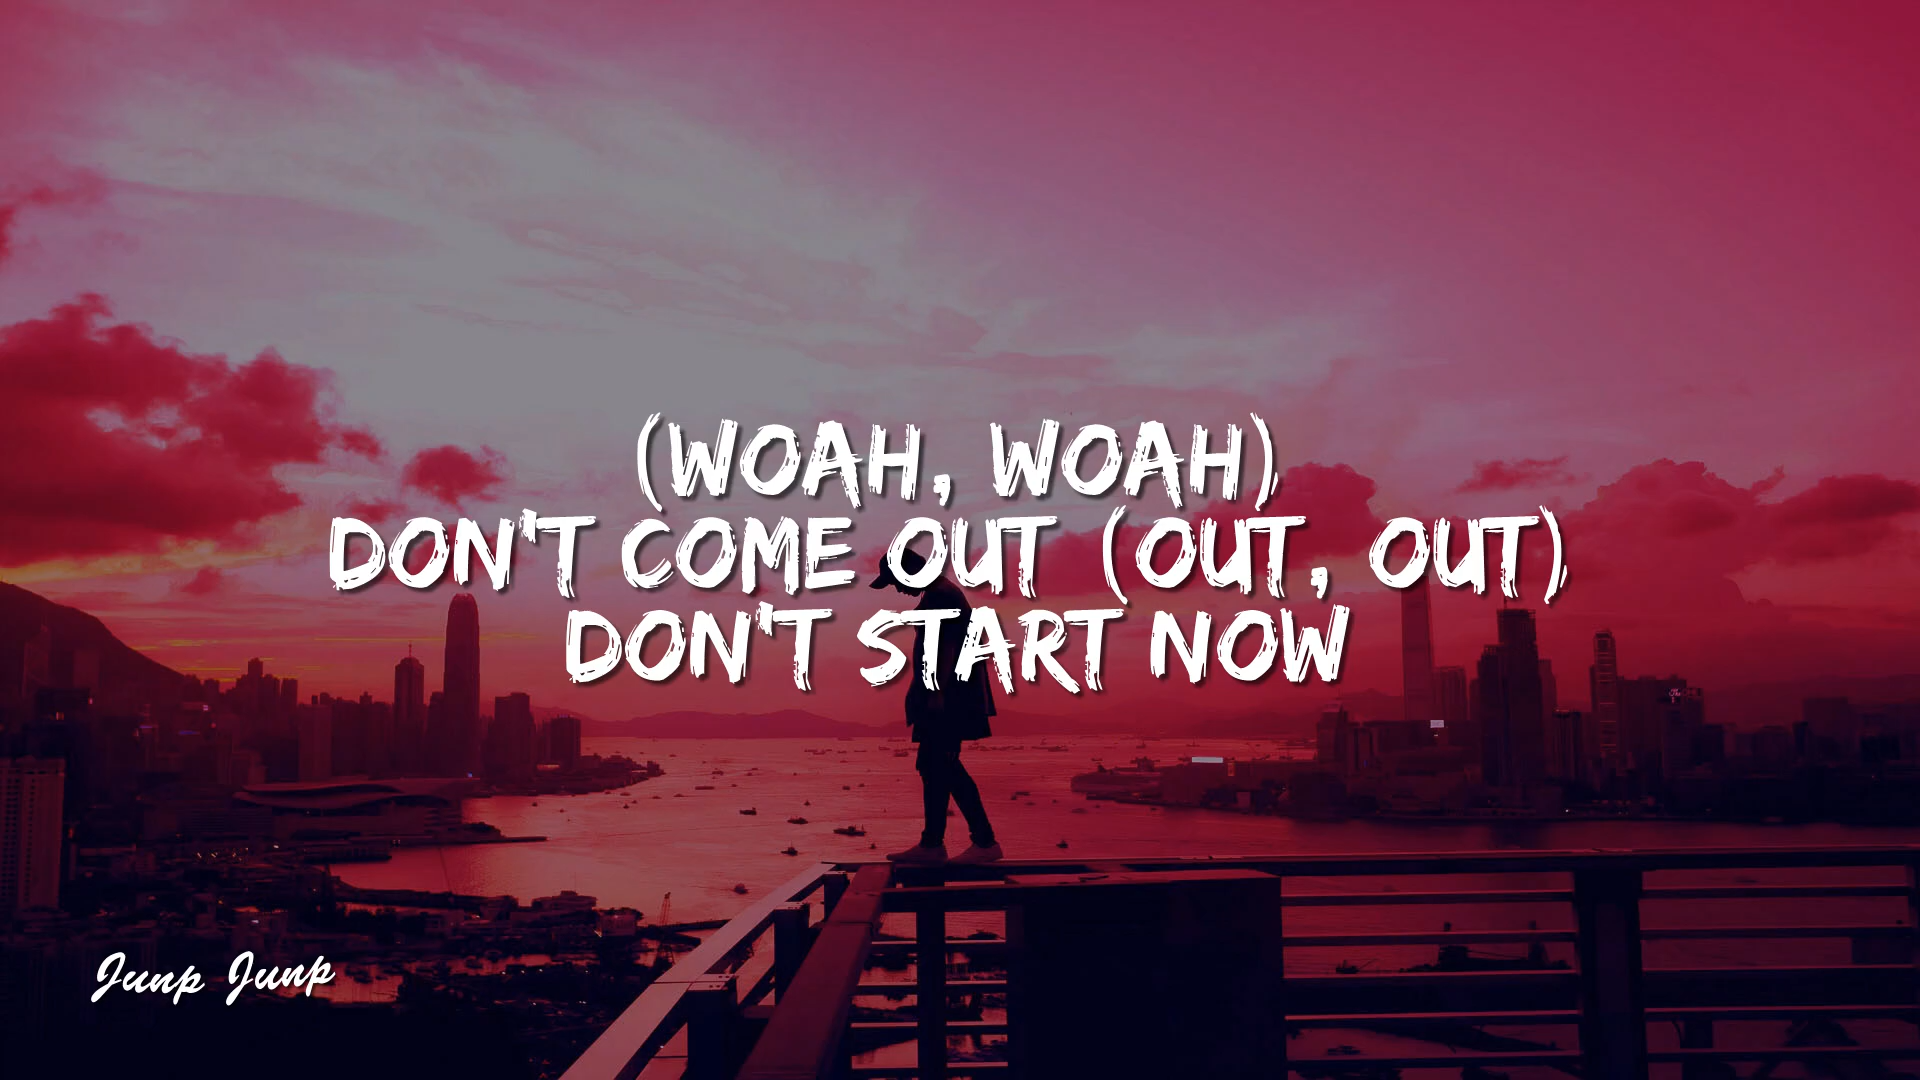 (WOAH, WOAH)
DON'T COME OUT (OUT, OUT)
DON'T START NOW
Junp Junp